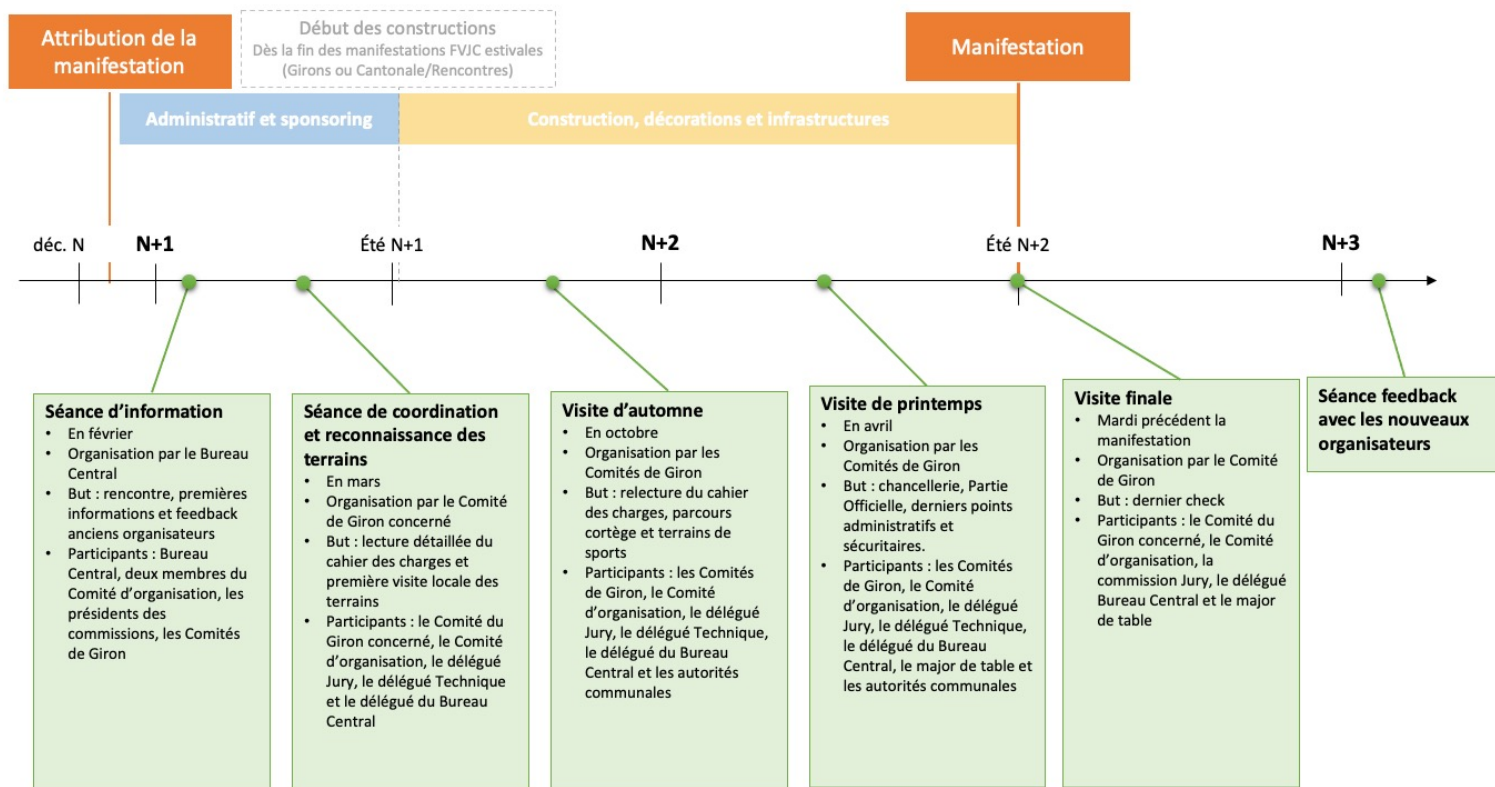 Attribution de la
manifestation
Début des constructions
Dès la fin des manifestations FVJC estivales
(Girons ou Cantonale/Rencontres)
Manifestation
Administratif et sponsoring
Construction, décorations et infrastructures
déc. N
N+1
Été N+1
N+2
Été N+2
N+3
Séance d'information
• En février
• Organisation par le Bureau
Central
• But : rencontre, premières
informations et feedback
anciens organisateurs
• Participants : Bureau
Central, deux membres du
Comité d'organisation, les
présidents des
commissions, les Comités
de Giron
Séance de coordination
et reconnaissance des
terrains
• En mars
• Organisation par le Comité
de Giron concerné
• But : lecture détaillée du
cahier des charges et
première visite locale des
terrains
• Participants : le Comité du
Giron concerné, le Comité
d'organisation, le délégué
Jury, le délégué Technique
et le délégué du Bureau
Central
Visite d'automne
• En octobre
• Organisation par les
Comités de Giron
• But : relecture du cahier
des charges, parcours
cortège et terrains de
sports
• Participants : les Comités
de Giron, le Comité
d'organisation, le délégué
Jury, le délégué Technique,
le délégué du Bureau
Central et les autorités
communales
Visite de printemps
• En avril
• Organisation par les
Comités de Giron
• But : chancellerie, Partie
Officielle, derniers points
administratifs et
sécuritaires.
• Participants : les Comités
de Giron, le Comité
d'organisation, le délégué
Jury, le délégué Technique,
le délégué du Bureau
Central, le major de table et
les autorités communales
Visite finale
• Mardi précédent la
manifestation
• Organisation par le Comité
de Giron
• But : dernier check
• Participants : le Comité du
Giron concerné, le Comité
d'organisation, la
commission Jury, le délégué
Bureau Central et le major
de table
Séance feedback
avec les nouveaux
organisateurs